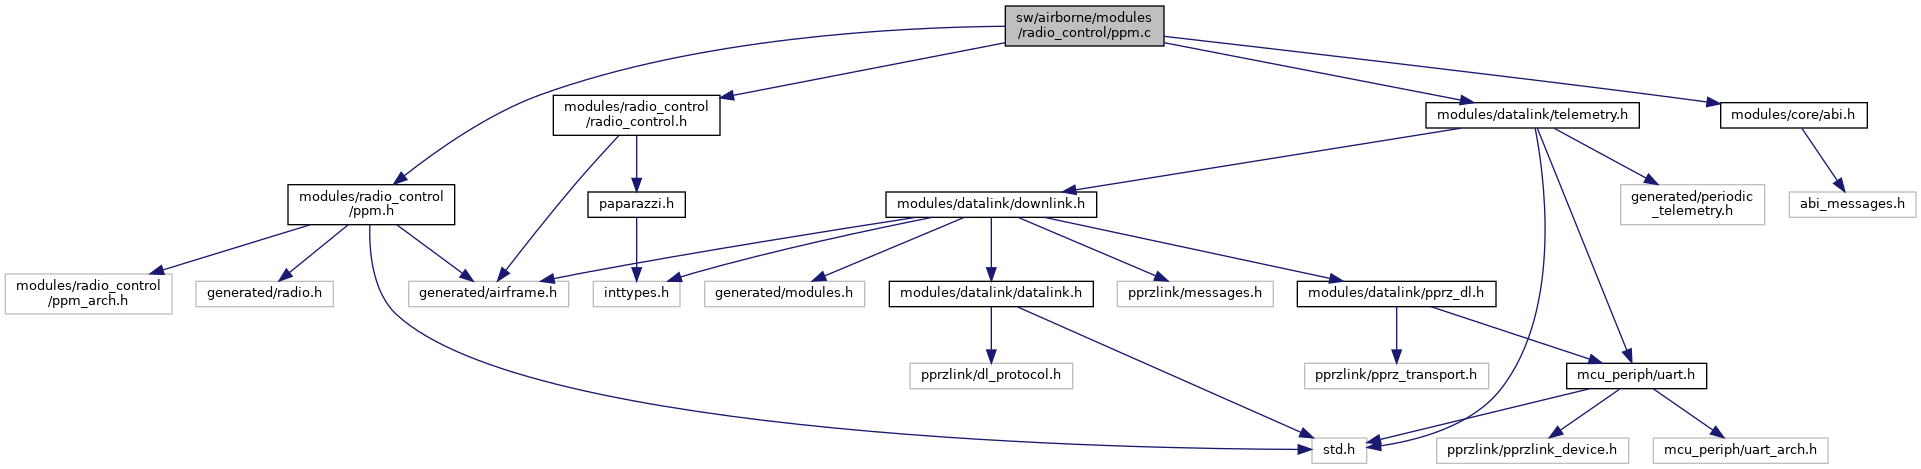 sw/airborne/modules
/radio_control/ppm.c
modules/radio_control
/radio_control.h
modules/datalink/telemetry.h
modules/core/abi.h
modules/radio_control
/ppm.h
paparazzi.h
modules/datalink/downlink.h
generated/periodic
_telemetry.h
abi_messages.h
modules/radio_control
/ppm_arch.h
generated/radio.h
generated/airframe.h
inttypes.h
generated/modules.h
modules/datalink/datalink.h
pprzlink/messages.h
modules/datalink/pprz_dl.h
pprzlink/dl_protocol.h
pprzlink/pprz_transport.h
mcu_periph/uart.h
std.h
pprzlink/pprzlink_device.h
mcu_periph/uart_arch.h